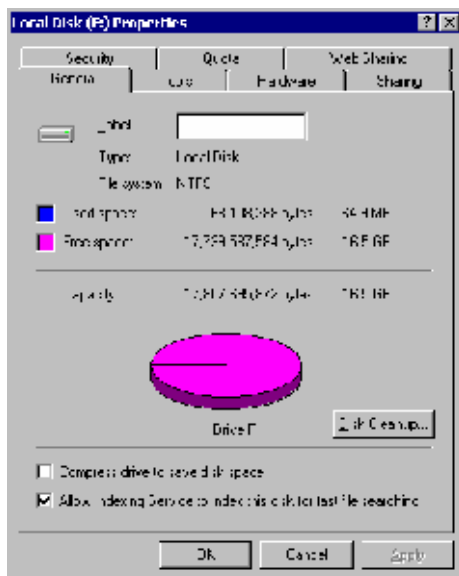 Local Disk Properties
Security Quota Web Sharing
General Tools Hardware Sharing
Label:
Type: Local Disk
File system: NTFS
Used space: bytes
Free space: bytes 16.5 GB
Capacity: bytes
Drive
Disk Cleanup...
Compress drive to save disk space
Allow Indexing Service to index this disk for fast file searching
OK Cancel Apply